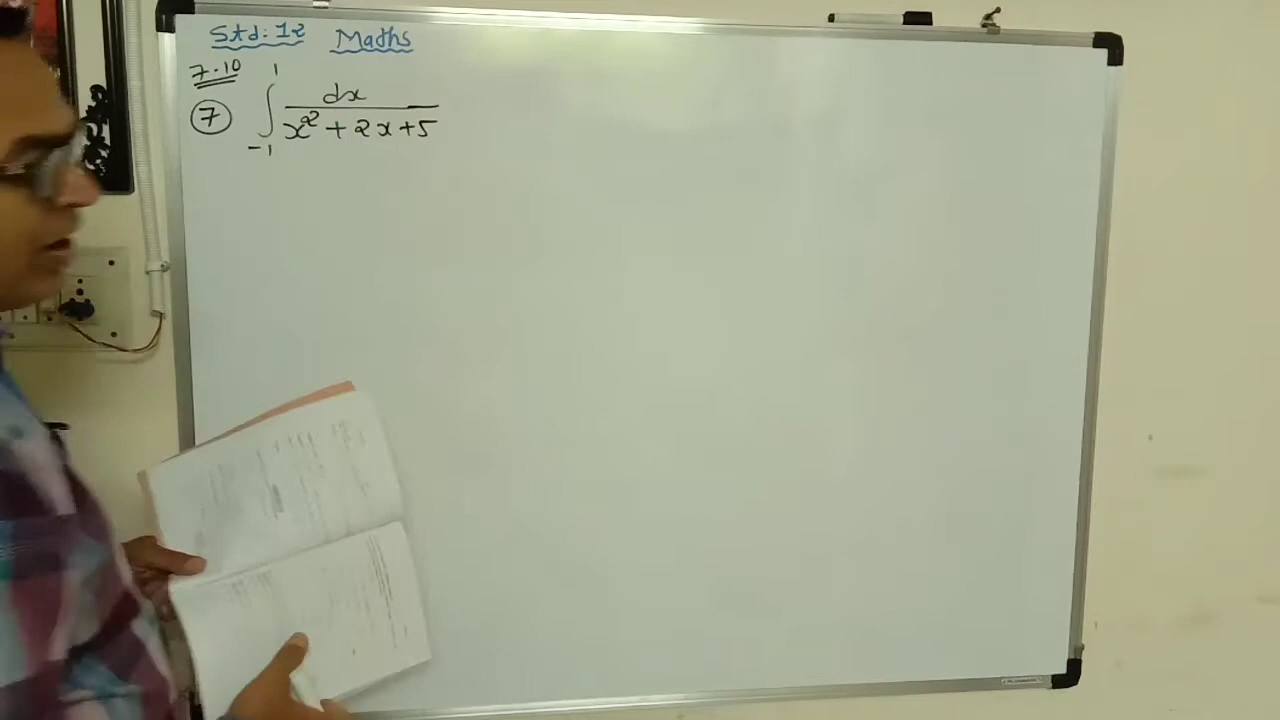 Std: 12 Maths
7.10
7 ∫₋₁¹ dx / x² + 2x + 5